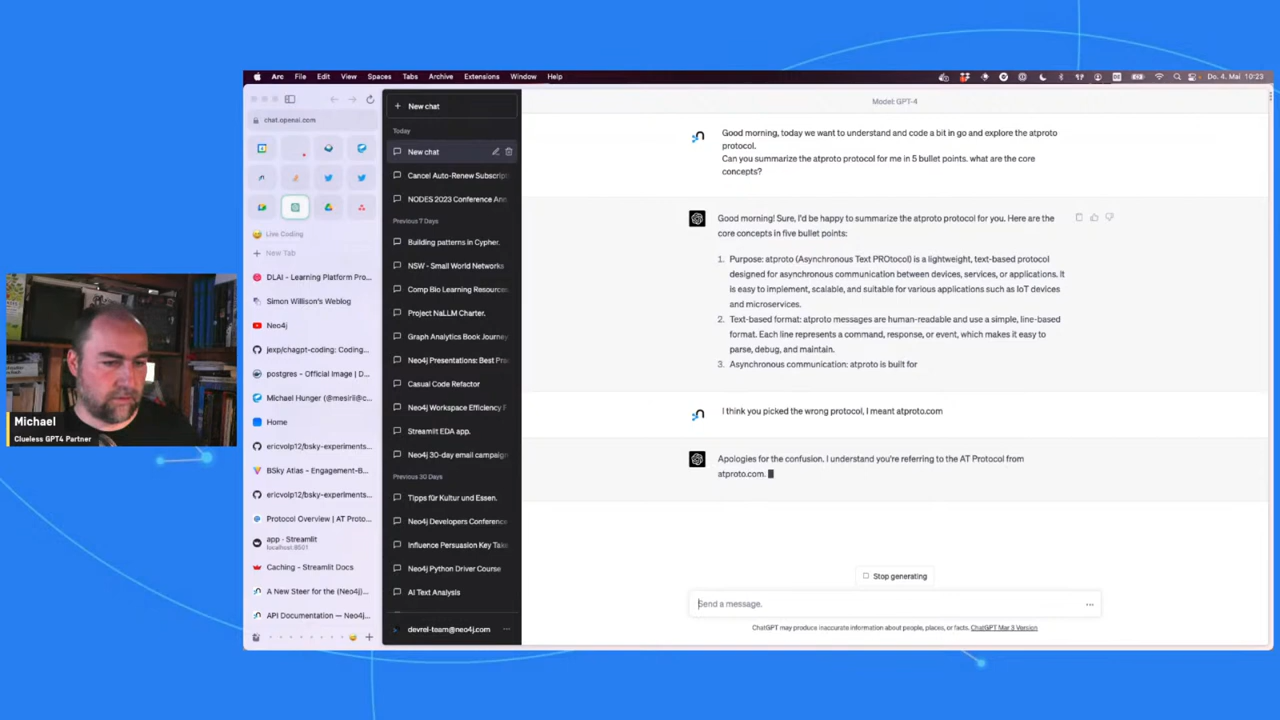 Arc File Edit View Spaces Tabs Archive Extensions Window Help
Do. 4. Mai 10:23
chat.openai.com
Live Coding
New Tab
DLAI - Learning Platform Pro...
Simon Willison's Weblog
Neo4j
jexp/chagpt-coding: Coding...
postgres - Official Image | D...
Michael Hunger (@mesirii@c...
Home
ericvolp12/bsky-experiments...
BSky Atlas - Engagement-B...
ericvolp12/bsky-experiments...
Protocol Overview | AT Proto...
app · Streamlit
localhost:8501
Caching - Streamlit Docs
A New Steer for the (Neo4j)...
API Documentation — Neo4j...
New chat
Today
New chat
Cancel Auto-Renew Subscrip
NODES 2023 Conference Ann
Previous 7 Days
Building patterns in Cypher.
NSW - Small World Networks
Comp Bio Learning Resources
Project NaLLM Charter.
Graph Analytics Book Journey
Neo4j Presentations: Best Pra
Casual Code Refactor
Neo4j Workspace Efficiency F
Streamlit EDA app.
Neo4j 30-day email campaign
Previous 30 Days
Tipps für Kultur und Essen.
Neo4j Developers Conference
Influence Persuasion Key Take
Neo4j Python Driver Course
AI Text Analysis
devrel-team@neo4j.com
Model: GPT-4
Good morning, today we want to understand and code a bit in go and explore the atproto
protocol.
Can you summarize the atproto protocol for me in 5 bullet points. what are the core
concepts?
Good morning! Sure, I'd be happy to summarize the atproto protocol for you. Here are the
core concepts in five bullet points:
1. Purpose: atproto (Asynchronous Text PROtocol) is a lightweight, text-based protocol
designed for asynchronous communication between devices, services, or applications. It
is easy to implement, scalable, and suitable for various applications such as IoT devices
and microservices.
2. Text-based format: atproto messages are human-readable and use a simple, line-based
format. Each line represents a command, response, or event, which makes it easy to
parse, debug, and maintain.
3. Asynchronous communication: atproto is built for
I think you picked the wrong protocol, I meant atproto.com
Apologies for the confusion. I understand you're referring to the AT Protocol from
atproto.com.
Stop generating
Send a message.
ChatGPT may produce inaccurate information about people, places, or facts. ChatGPT Mar 3 Version
Michael
Clueless GPT4 Partner